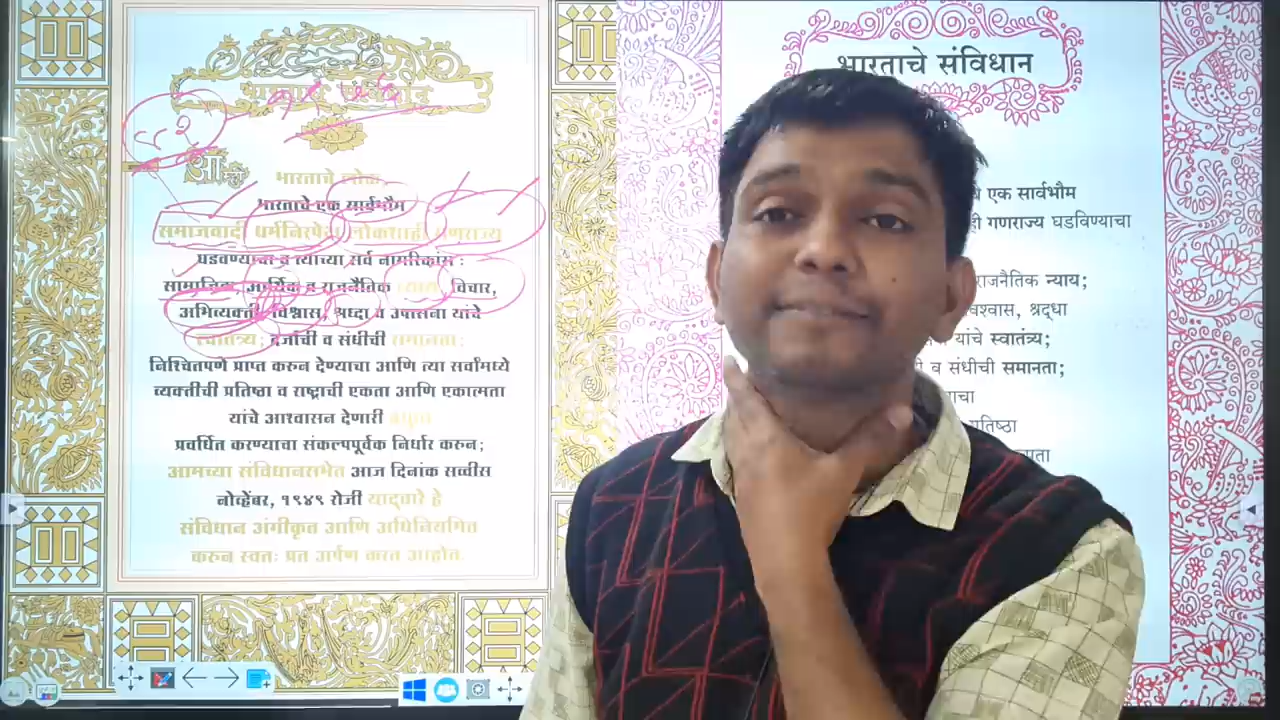 आम्ही
भारताचे लोक,
भारताचे एक सार्वभौम
समाजवादी धर्मनिरपेक्ष लोकशाही गणराज्य
घडवण्याचा व त्याच्या सर्व नागरिकांस :
सामाजिक, आर्थिक व राजनैतिक न्याय विचार,
अभिव्यक्ती, विश्वास, श्रध्दा व उपासना यांचे
स्वातंत्र्य; दर्जाची व संधीची समानता;
निश्चितपणे प्राप्त करुन देण्याचा आणि त्या सर्वांमध्ये
व्यक्तीची प्रतिष्ठा व राष्ट्राची एकता आणि एकात्मता
यांचे आश्वासन देणारी बंधुता
प्रवर्धित करण्याचा संकल्पपूर्वक निर्धार करुन;
आमच्या संविधानसभेत आज दिनांक सव्वीस
नोव्हेंबर, १९४९ रोजी याद्वारे हे
संविधान अंगीकृत आणि अधिनियमित
करुन स्वतः प्रत अर्पण करत आहोत.
भारताचे संविधान
एक सार्वभौम
ही गणराज्य घडविण्याचा
राजनैतिक न्याय;
श्रद्धा
यांचे स्वातंत्र्य;
व संधीची समानता;